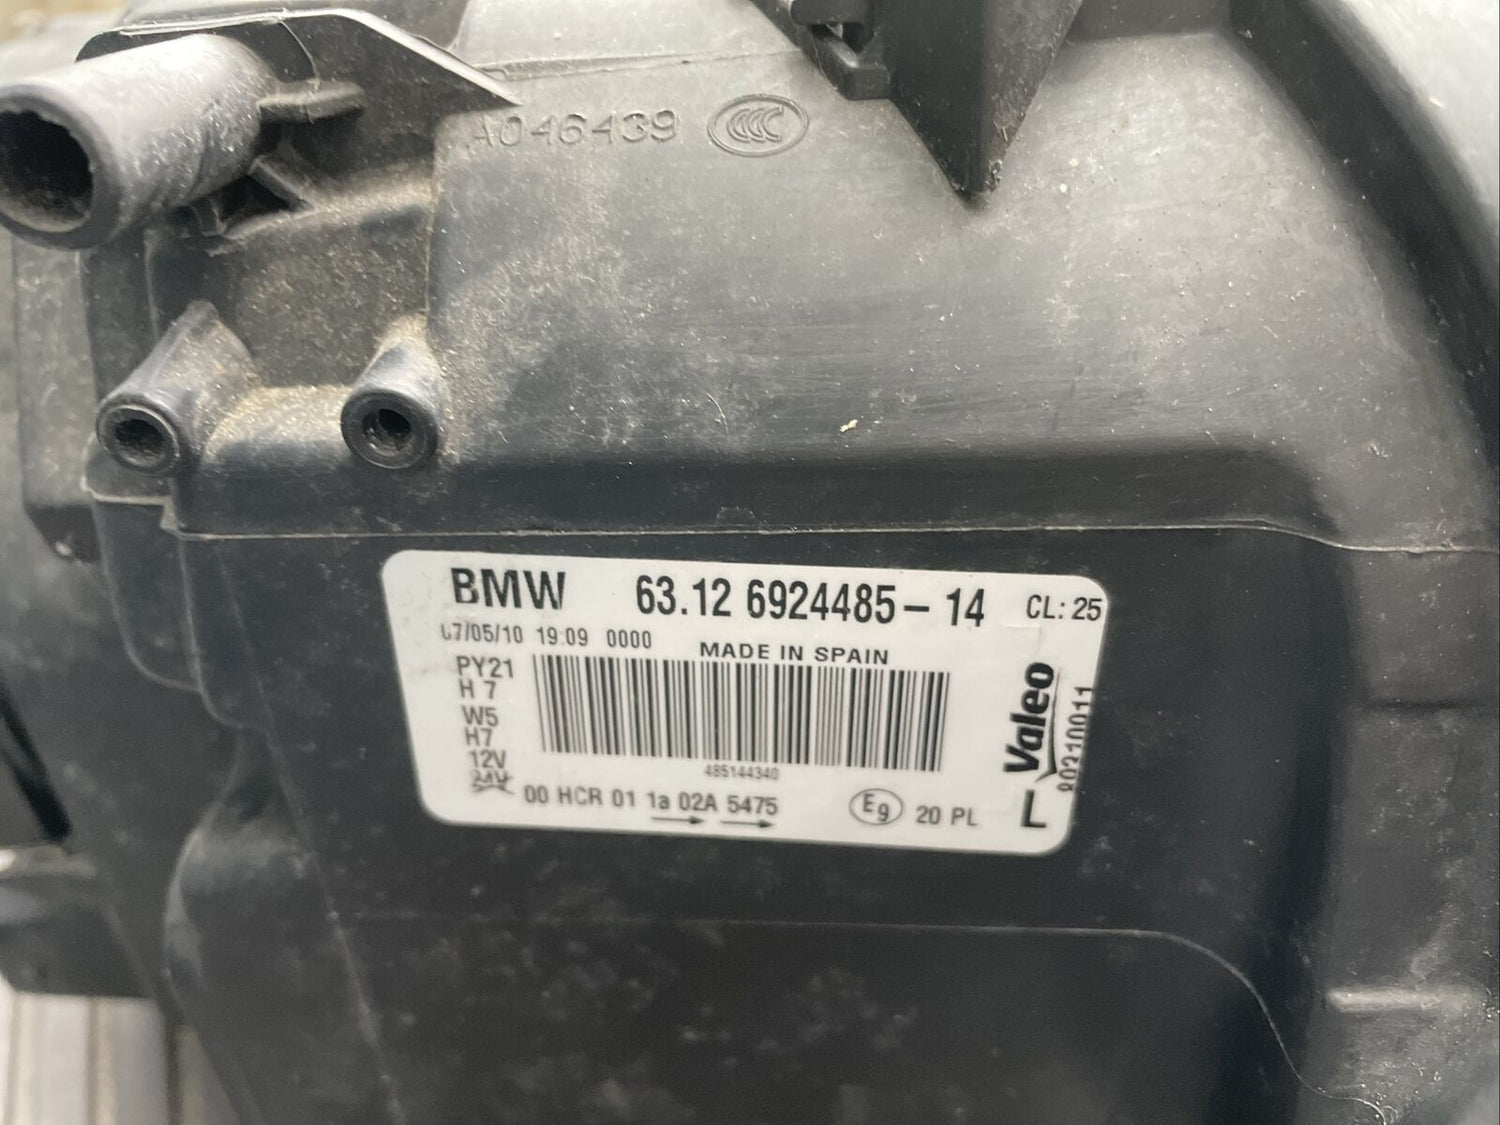 A046439 CCC
BMW 63.12 6924485-14 CL: 25
07/05/10 19:09 0000 MADE IN SPAIN
PY21
H 7
W5
H7
12V
24V
485144340
00 HCR 01 1a 02A 5475
E9 20 PL
Valeo
L